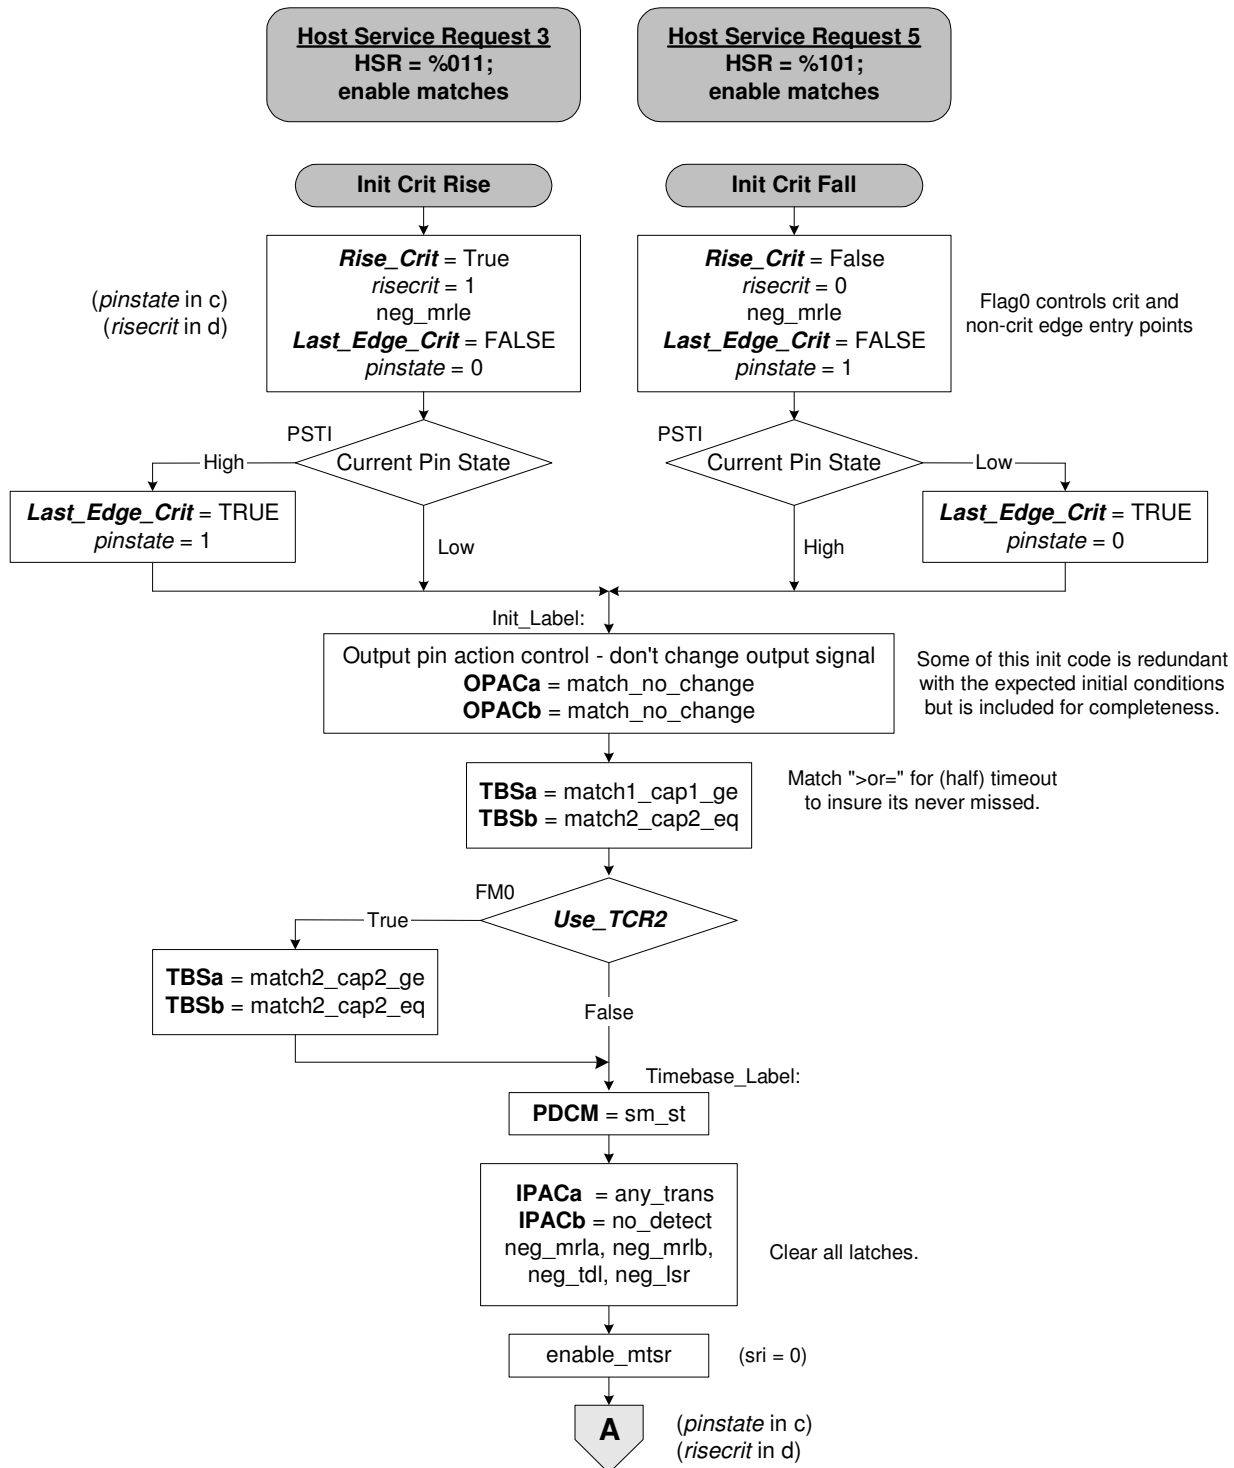 Host Service Request 3
HSR = %011;
enable matches
Host Service Request 5
HSR = %101;
enable matches
Init Crit Rise
Init Crit Fall
(pinstate in c)
(risecrit in d)
Rise_Crit = True
risecrit = 1
neg_mrle
Last_Edge_Crit = FALSE
pinstate = 0
Rise_Crit = False
risecrit = 0
neg_mrle
Last_Edge_Crit = FALSE
pinstate = 1
Flag0 controls crit and
non-crit edge entry points
PSTI
Current Pin State
High
Low
PSTI
Current Pin State
Low
High
Last_Edge_Crit = TRUE
pinstate = 1
Last_Edge_Crit = TRUE
pinstate = 0
Init_Label:
Output pin action control - don't change output signal
OPACa = match_no_change
OPACb = match_no_change
Some of this init code is redundant
with the expected initial conditions
but is included for completeness.
TBSa = match1_cap1_ge
TBSb = match2_cap2_eq
Match ">or=" for (half) timeout
to insure its never missed.
FM0
Use_TCR2
True
False
TBSa = match2_cap2_ge
TBSb = match2_cap2_eq
Timebase_Label:
PDCM = sm_st
IPACa = any_trans
IPACb = no_detect
neg_mrla, neg_mrlb,
neg_tdl, neg_lsr
Clear all latches.
enable_mtsr
(sri = 0)
A
(pinstate in c)
(risecrit in d)